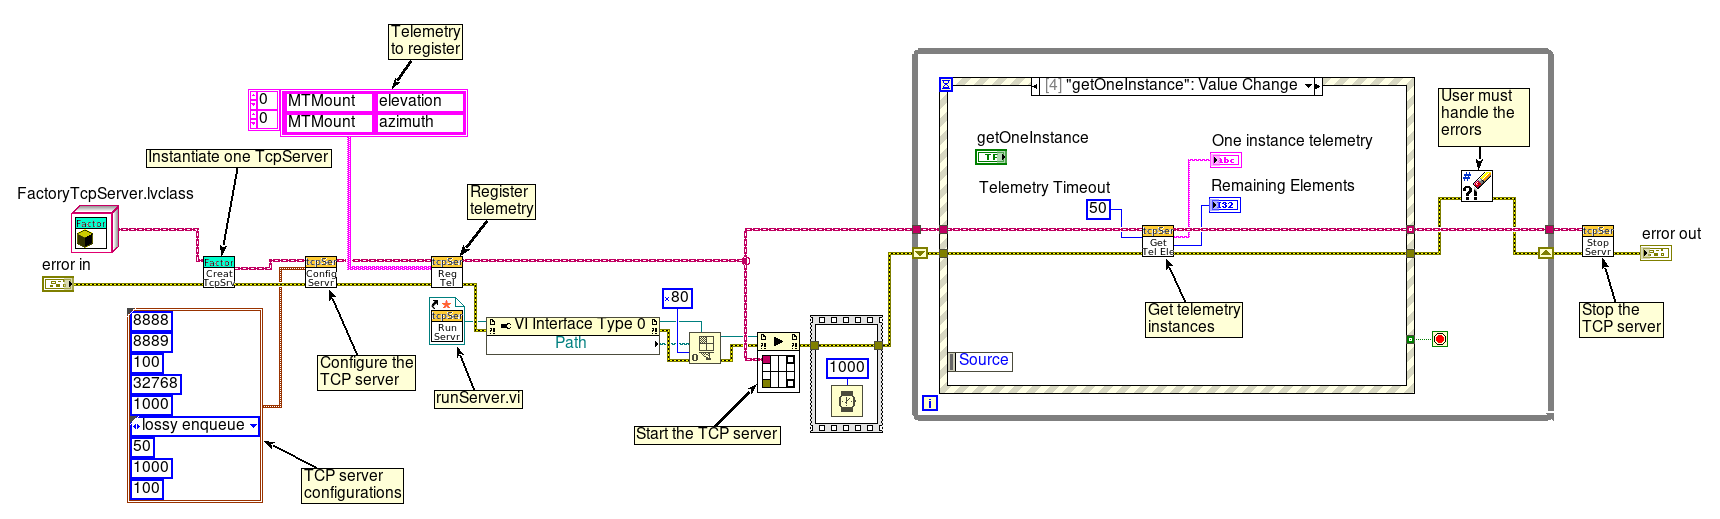 Telemetry
to register
0
MTMount
elevation
0
MTMount
azimuth
Instantiate one TcpServer
FactoryTcpServer.lvclass
Factor
error in
Factor
Creat
TcpSrv
tcpSer
Config
Servr
Register
telemetry
tcpSer
Reg
Tel
tcpSer
Run
Servr
runServer.vi
8888
8889
100
32768
1000
lossy enqueue
50
1000
100
TCP server
configurations
Configure the
TCP server
VI Interface Type 0
Path
x80
0
Start the TCP server
1000
[4] "getOneInstance": Value Change
getOneInstance
TF
Telemetry Timeout
50
One instance telemetry
abc
Remaining Elements
I32
tcpSer
Get
Tel Ele
Get telemetry
instances
Source
i
User must
handle the
errors
#
?!
tcpSer
Stop
Servr
error out
Stop the
TCP server